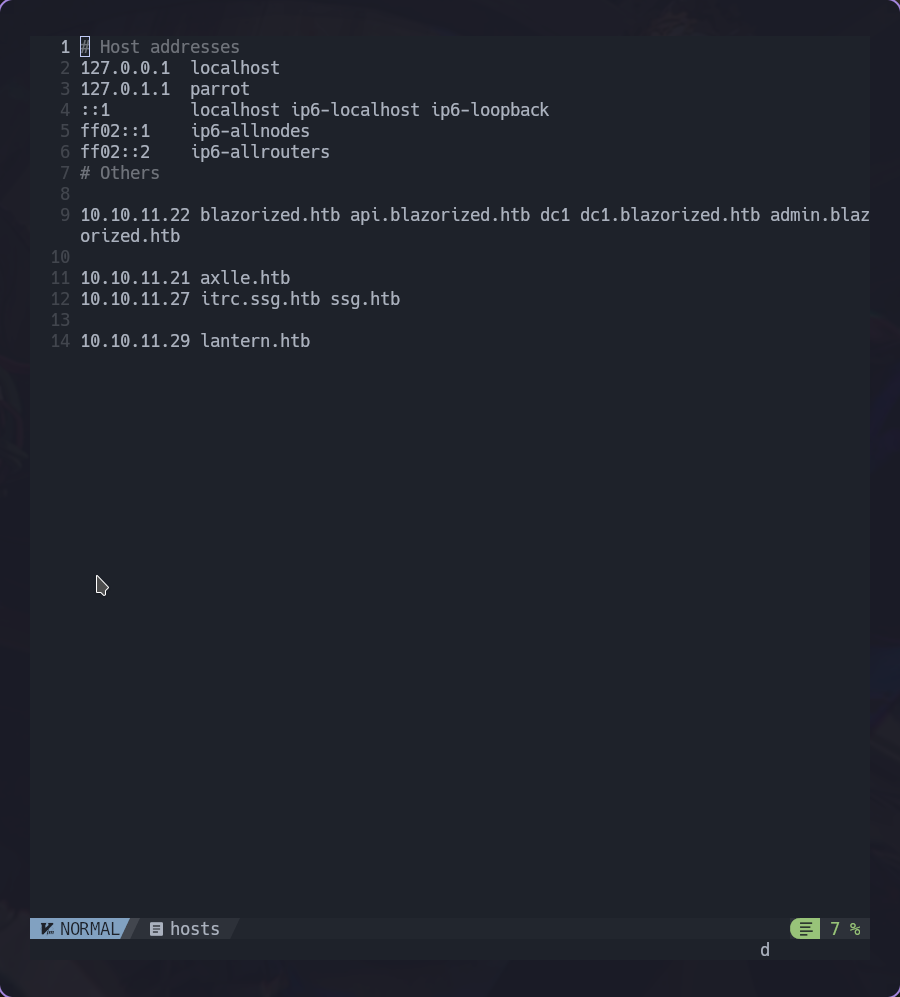 1 # Host addresses
2 127.0.0.1  localhost
3 127.0.1.1  parrot
4 ::1        localhost ip6-localhost ip6-loopback
5 ff02::1    ip6-allnodes
6 ff02::2    ip6-allrouters
7 # Others
8
9 10.10.11.22 blazorized.htb api.blazorized.htb dc1 dc1.blazorized.htb admin.blaz
orized.htb
10
11 10.10.11.21 axlle.htb
12 10.10.11.27 itrc.ssg.htb ssg.htb
13
14 10.10.11.29 lantern.htb
NORMAL hosts 7 %
d